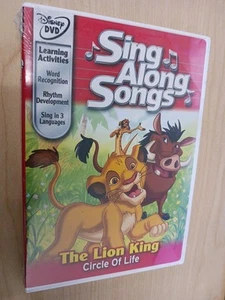 Disney
DVD
Learning
Activities
Word
Recognition
Rhythm
Development
Sing in 3
Languages
Sing
Along
Songs
The Lion King
Circle Of Life